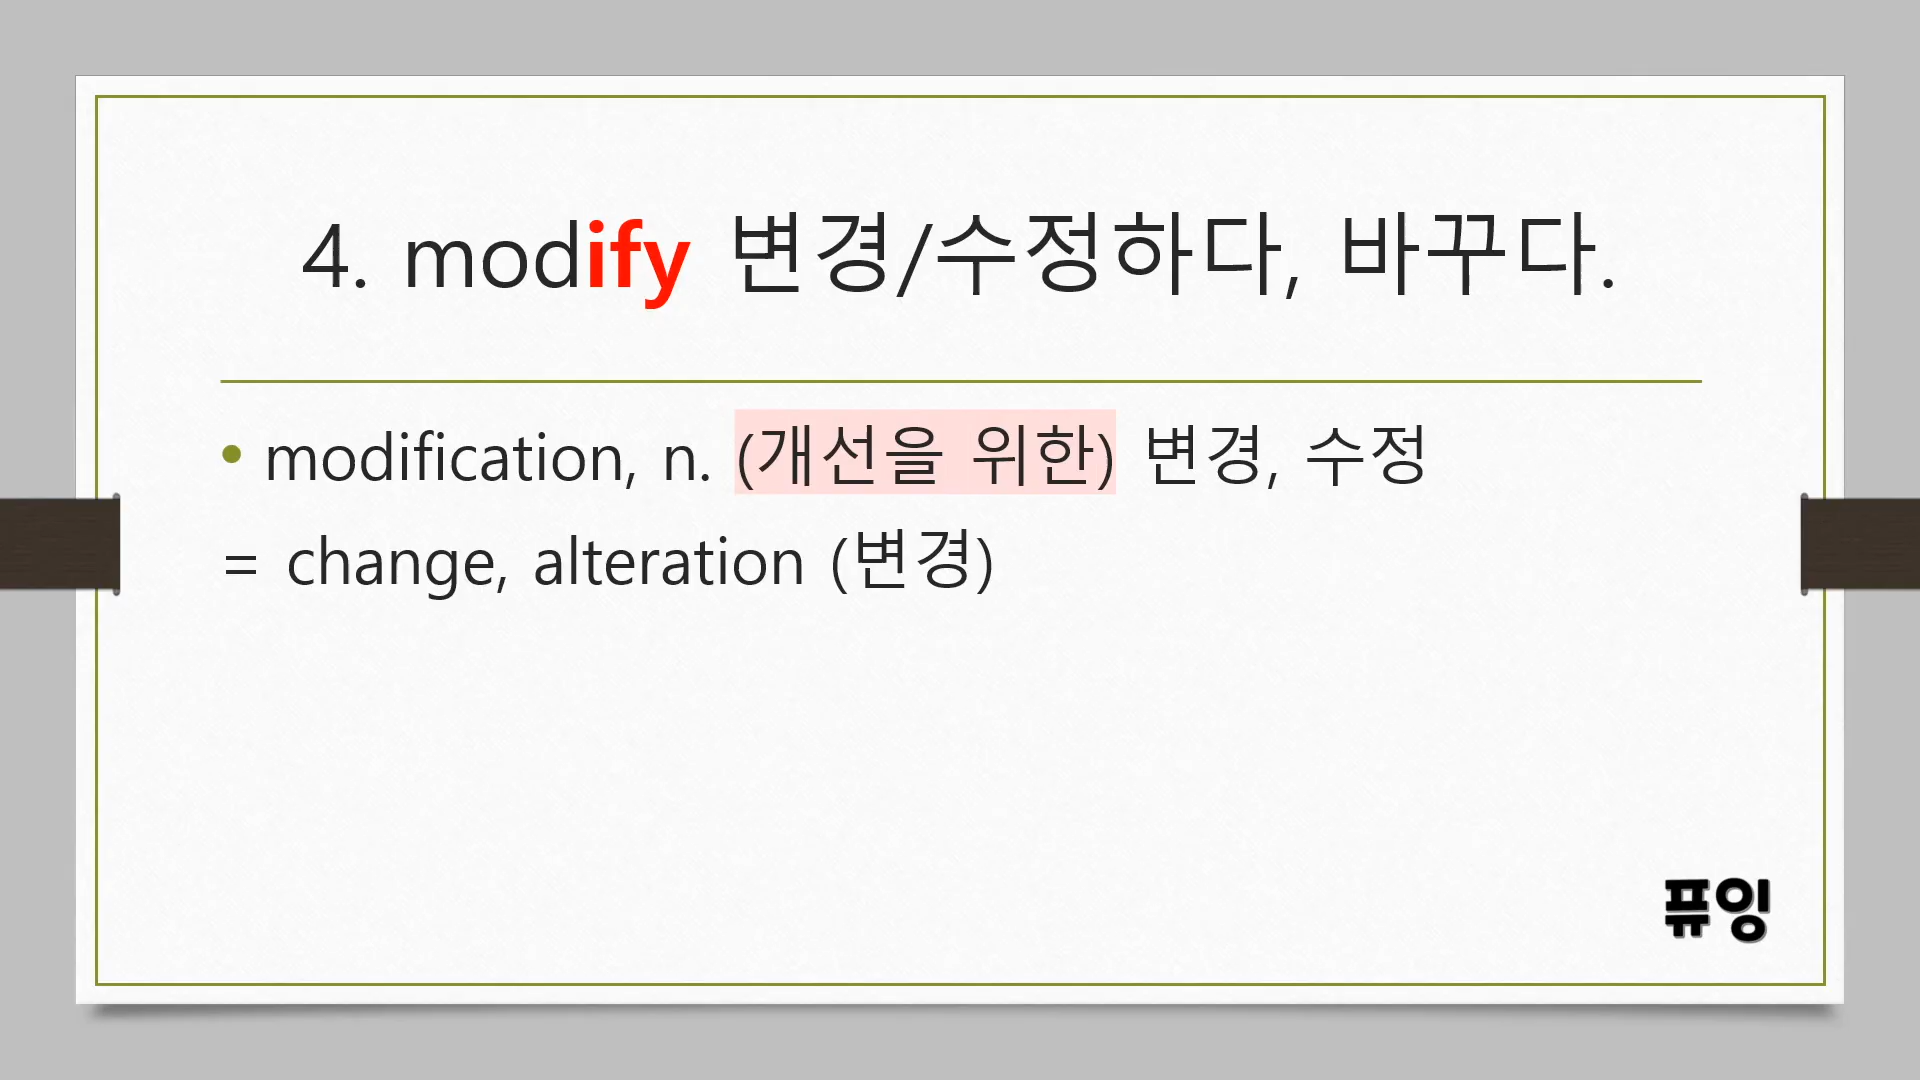 4. modify 변경/수정하다, 바꾸다.
• modification, n. (개선을 위한) 변경, 수정
= change, alteration (변경)
퓨잉